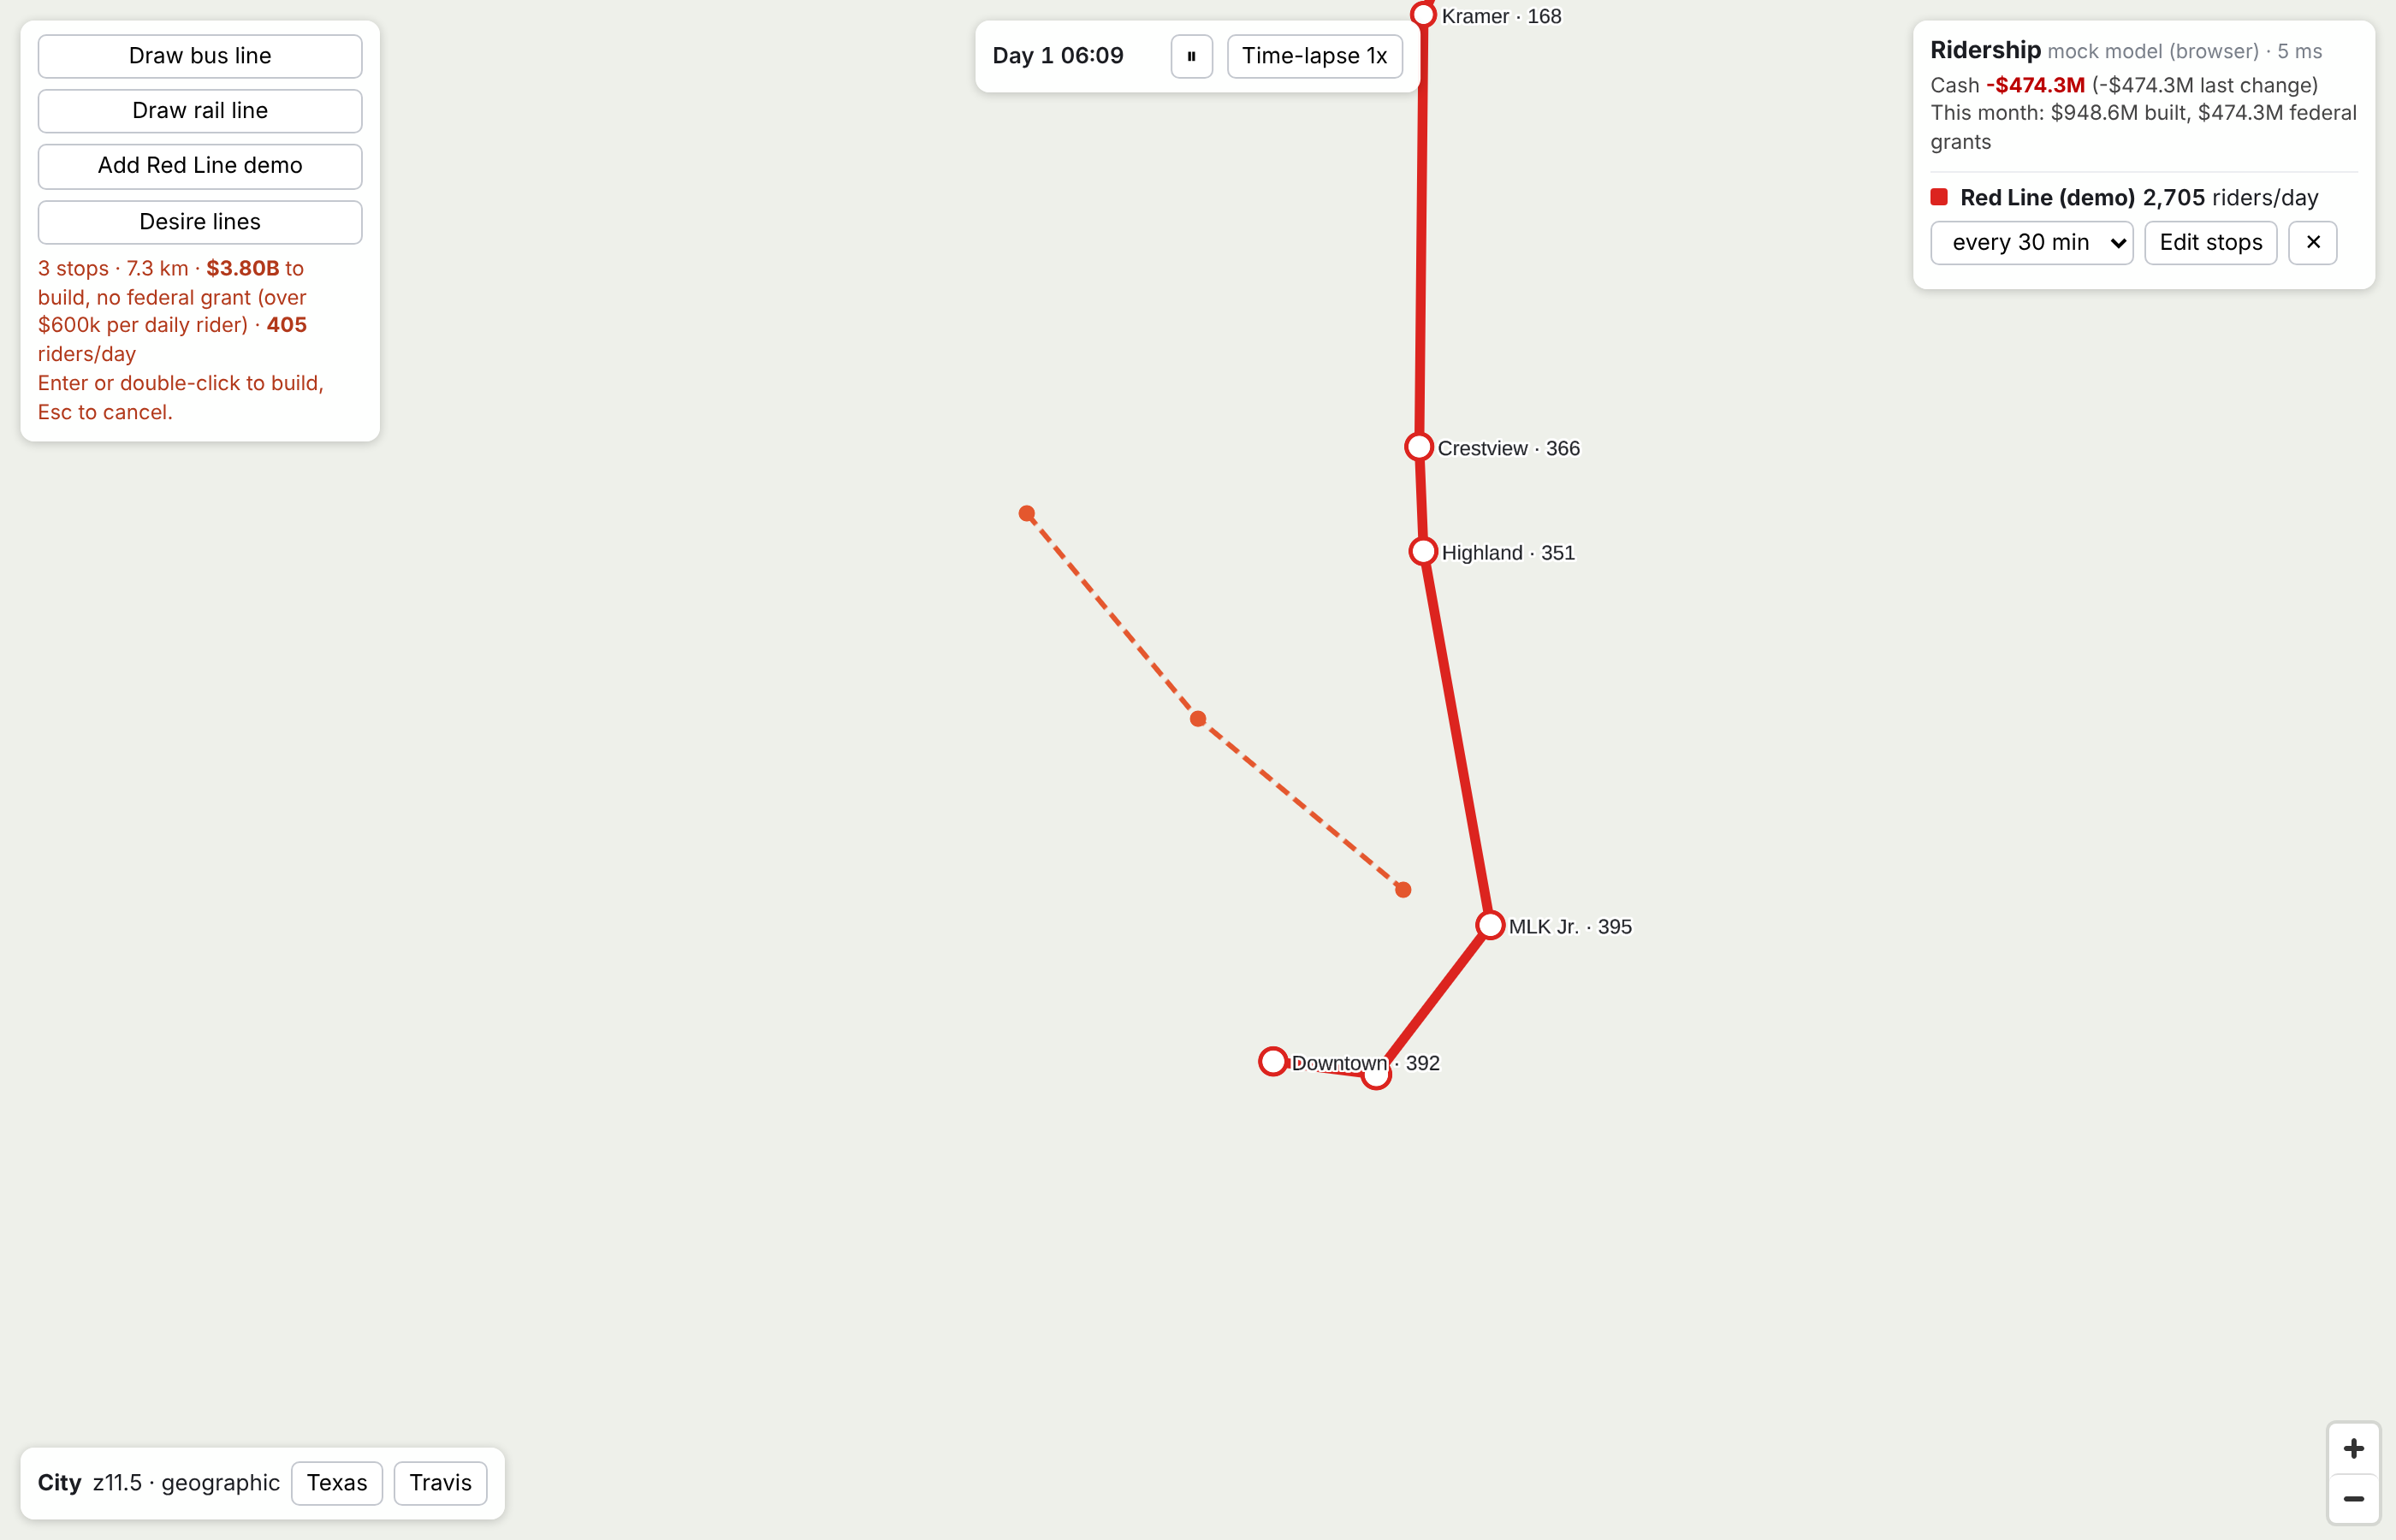 Draw bus line
Draw rail line
Add Red Line demo
Desire lines
3 stops · 7.3 km · $3.80B to
build, no federal grant (over
$600k per daily rider) · 405
riders/day
Enter or double-click to build,
Esc to cancel.
Day 1 06:09
Time-lapse 1x
Ridership mock model (browser) · 5 ms
Cash -$474.3M (-$474.3M last change)
This month: $948.6M built, $474.3M federal
grants
Red Line (demo) 2,705 riders/day
every 30 min
Edit stops
✕
Kramer · 168
Crestview · 366
Highland · 351
MLK Jr. · 395
Downtown · 392
City z11.5 · geographic
Texas
Travis
+
−